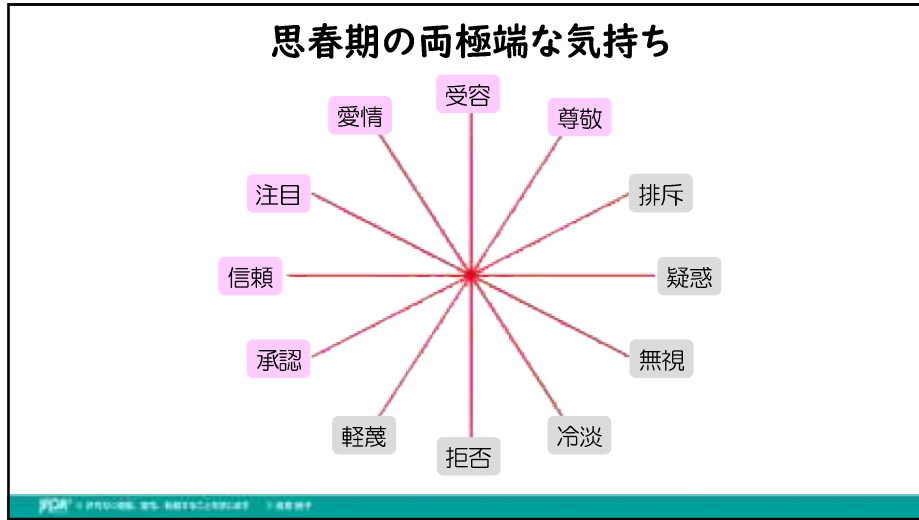 思春期の両極端な気持ち
受容
愛情
尊敬
注目
排斥
信頼
疑惑
承認
無視
軽蔑
冷淡
拒否